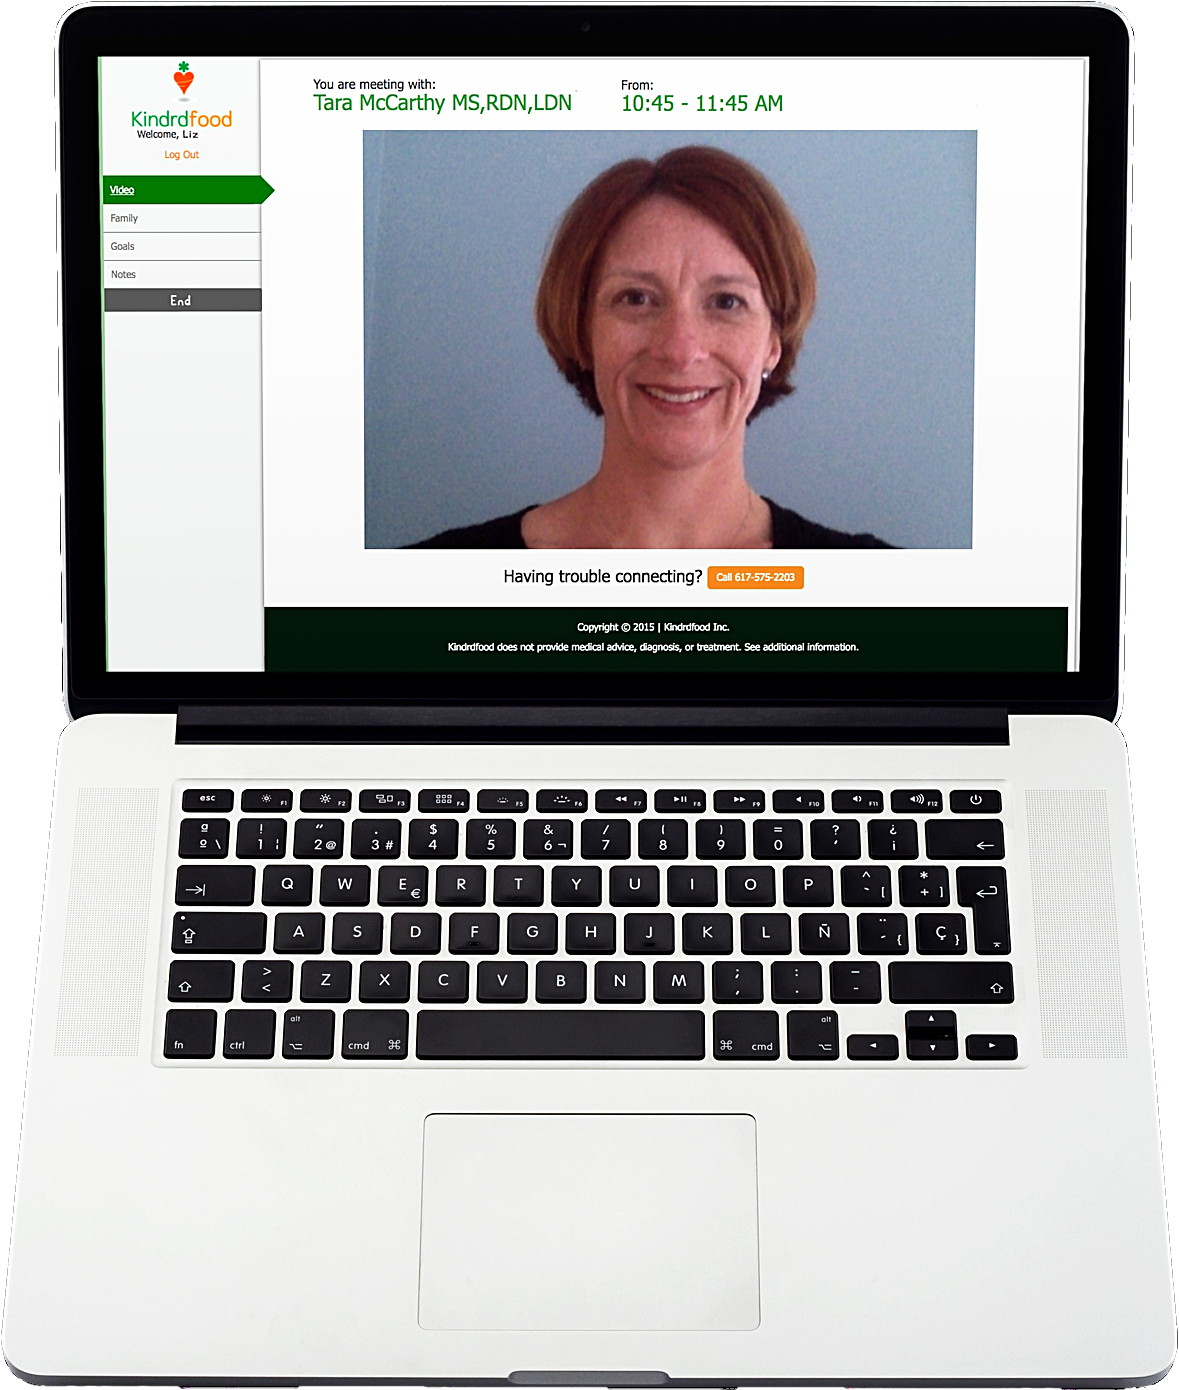 Kindrdfood
Welcome, Liz
Log Out
Video
Family
Goals
Notes
End
You are meeting with:
Tara McCarthy MS,RDN,LDN
From:
10:45 - 11:45 AM
Having trouble connecting? Call 617-575-2203
Copyright © 2015 | Kindrdfood Inc.
Kindrdfood does not provide medical advice, diagnosis, or treatment. See additional information.
esc F1 F2 F3 F4 F5 F6 F7 F8 F9 F10 F11 F12
ª ! “ · $ % & / ( ) = ? ¿
º \ 1 ¦ 2 @ 3 # 4 5 6 ¬ 7 8 9 0 ' ¡ ←
Q W E € R T Y U I O P ^ ` [ * + ]
A S D F G H J K L Ñ ¨ ´ { Ç }
> < Z X C V B N M ; , : . _ -
alt alt
fn ctrl cmd ⌘ ⌘ cmd